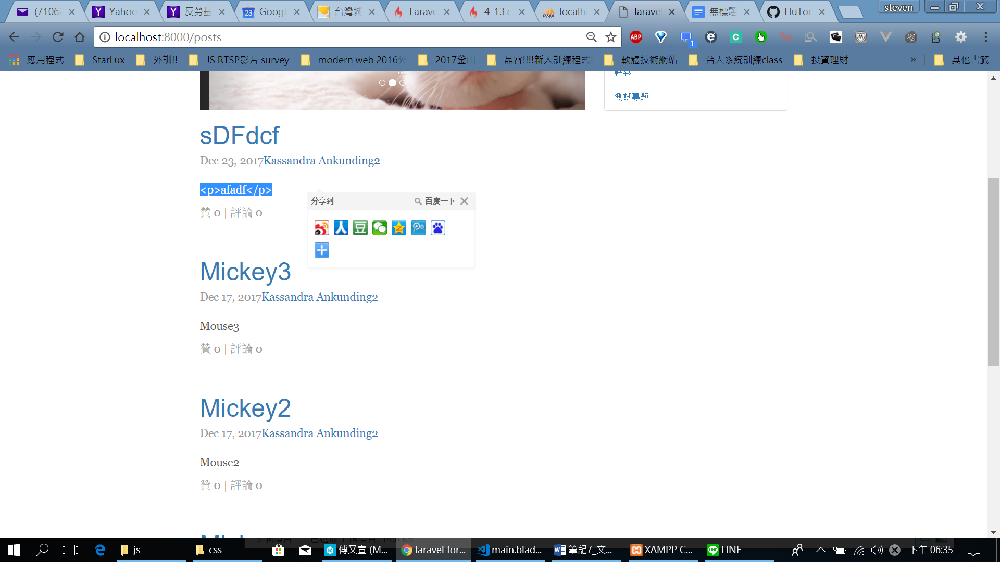 (71062
Yahoo
反勞基
Googl
台灣城
Larave
4-13 c
localh
larave
無標題
HuTor
steven
localhost:8000/posts
應用程式
StarLux
外訓!!
JS RTSP影片 survey
modern web 2016外
2017釜山
晶睿!!!!新人訓練程式
軟體技術網站
台大系統訓練class
投資理財
»
其他書籤
輕鬆
測試專題
sDFdcf
Dec 23, 2017Kassandra Ankunding2
<p>afadf</p>
贊 0 | 評論 0
分享到
百度一下
Mickey3
Dec 17, 2017Kassandra Ankunding2
Mouse3
贊 0 | 評論 0
Mickey2
Dec 17, 2017Kassandra Ankunding2
Mouse2
贊 0 | 評論 0
js
css
傅又宣 (M...
laravel for...
main.blad...
筆記7_文...
XAMPP C...
LINE
下午 06:35